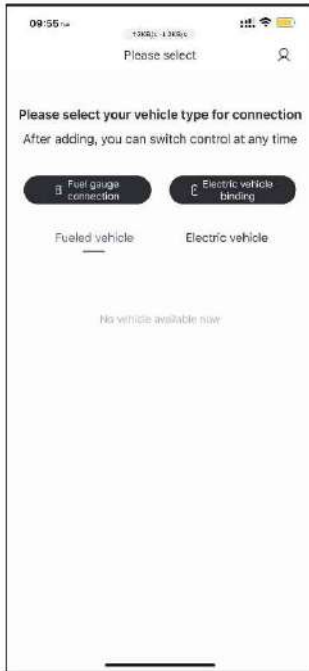 09:55
Please select
Please select your vehicle type for connection
After adding, you can switch control at any time
Fuel gauge
connection
Electric vehicle
binding
Fueled vehicle
Electric vehicle
No vehicle available now